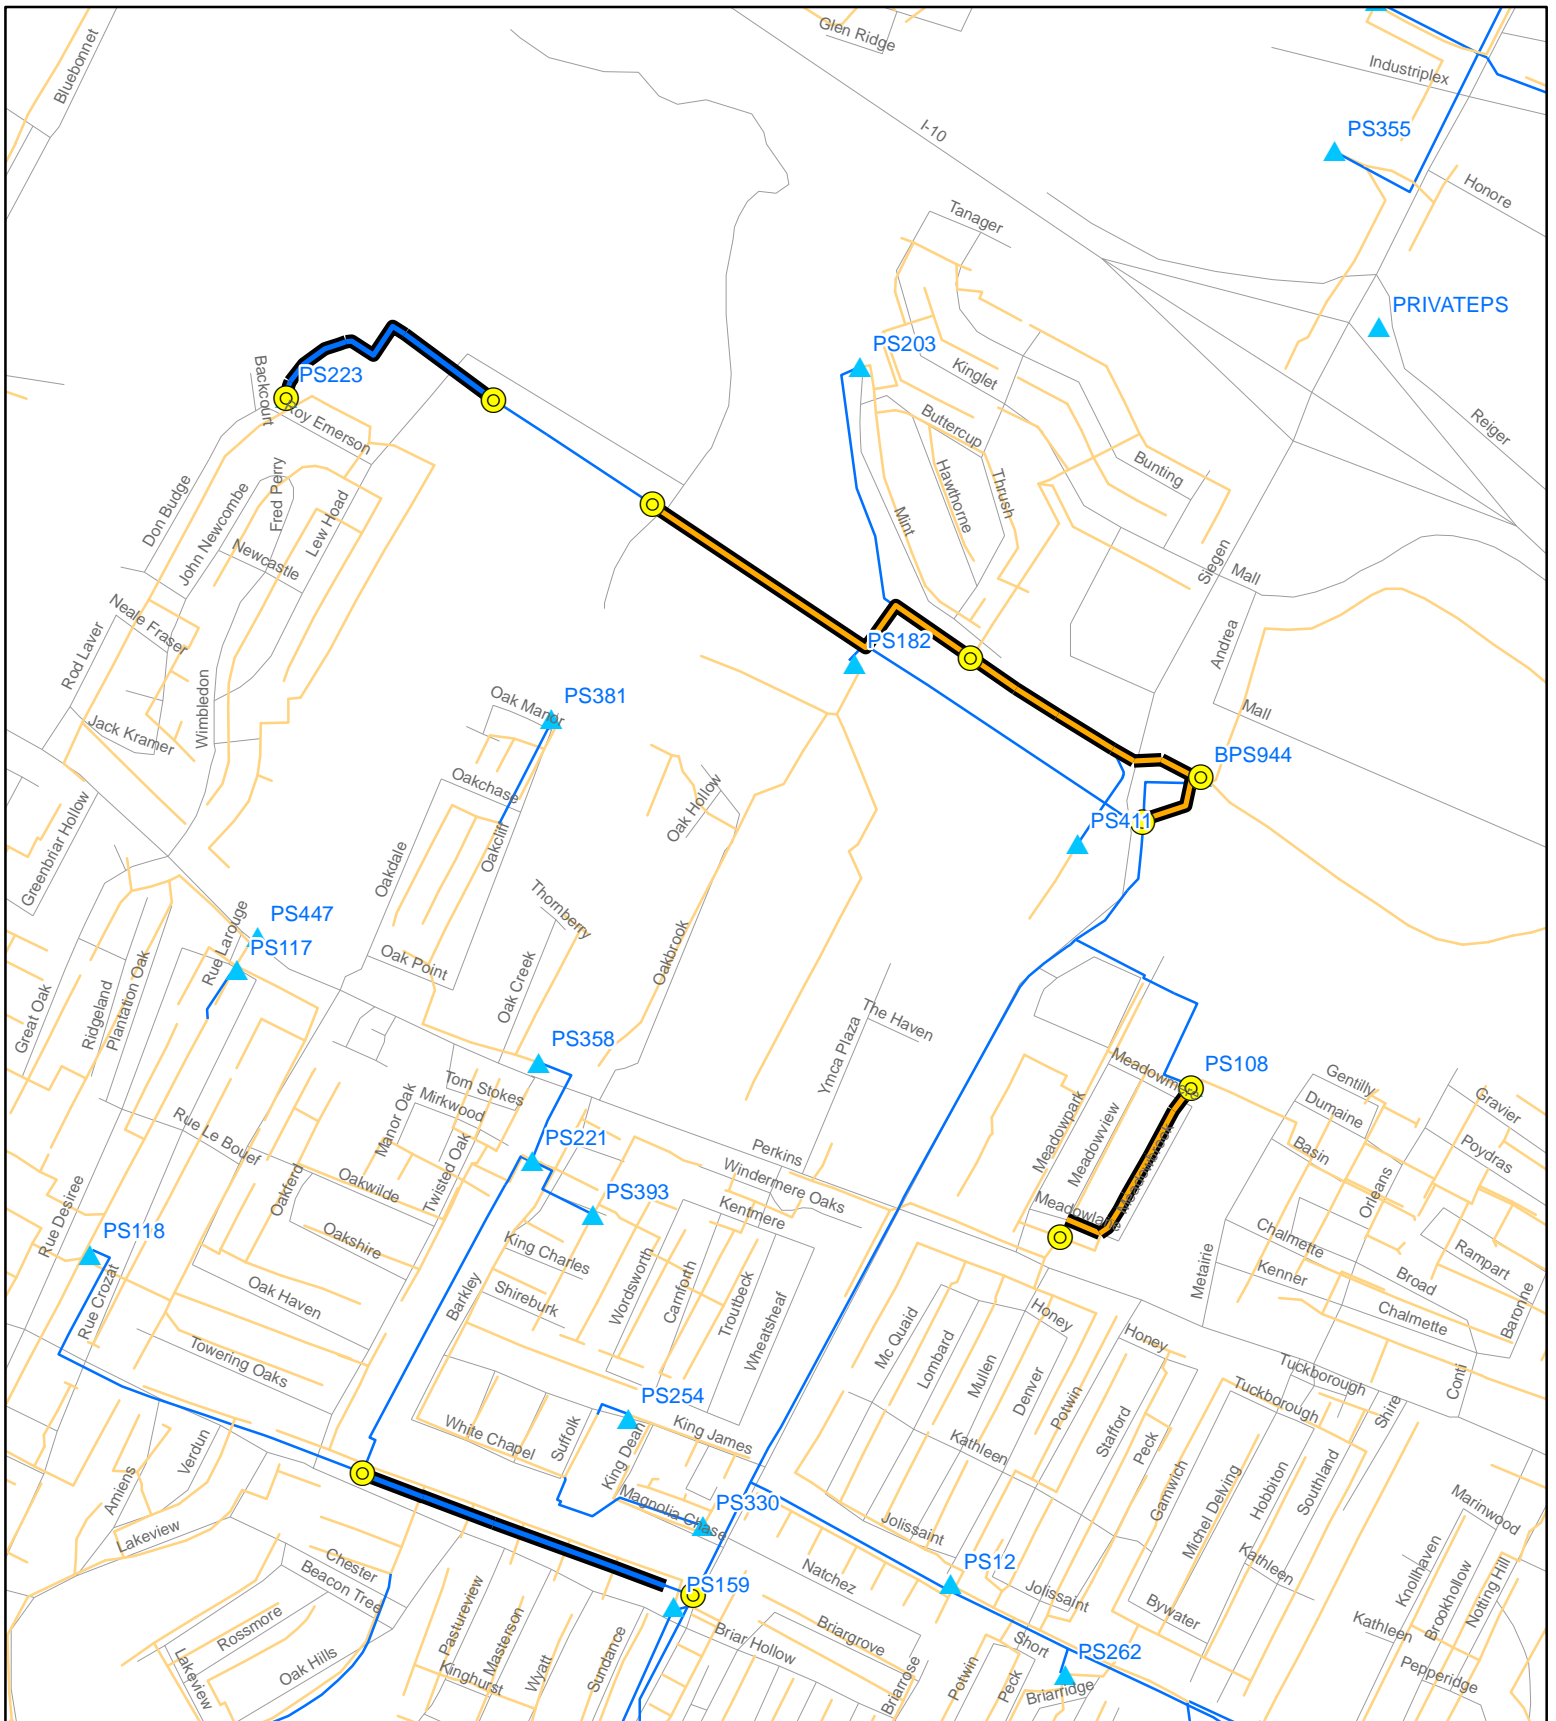 Glen Ridge
Bluebonnet
Industriplex
I-10
PS355
Honore
Tanager
PRIVATEPS
PS203
PS223
Backcourt
Roy Emerson
Kinglet
Buttercup
Reiger
Bunting
Hawthorne
Thrush
Mint
Don Budge
John Newcombe
Fred Perry
Lew Hoad
Newcastle
Siegen
Mall
Neale Fraser
Rod Laver
PS182
Andrea
Wimbledon
Jack Kramer
Oak Manor
PS381
Mall
BPS944
Oakchase
Oak Hollow
PS411
Greenbriar Hollow
Oakdale
Oakcliff
Thornberry
PS447
PS117
Rue Larouge
Oak Point
Oak Creek
Oakbrook
Great Oak
Ridgeland
Plantation Oak
The Haven
Ymca Plaza
PS358
PS108
Meadowmere
Tom Stokes
Mirkwood
Manor Oak
Gentilly
Dumaine
Gravier
Rue Le Bouef
PS221
Perkins
Meadowpark
Meadowview
Meadowbrook
Basin
Poydras
Twisted Oak
Oakwilde
Oakferd
Windermere Oaks
Orleans
Rue Desiree
PS393
Kentmere
Meadowlake
PS118
King Charles
Oakshire
Chalmette
Rampart
Metairie
Kenner
Broad
Rue Crozat
Oak Haven
Barkley
Shireburk
Wordsworth
Carnforth
Troutbeck
Wheatsheaf
Chalmette
Baronne
Honey
Honey
Mc Quaid
Lombard
Mullen
Denver
Potwin
Towering Oaks
Tuckborough
Tuckborough
Conti
Shire
PS254
King James
White Chapel
Suffolk
King Dean
Kathleen
Stafford
Peck
Verdun
Amiens
Magnolia Chase
PS330
Gamwich
Michel Delving
Hobbiton
Southland
Marinwood
Lakeview
Jolissaint
Kathleen
Knollhaven
Brookhollow
Notting Hill
Chester
Beacon Tree
PS159
Natchez
PS12
Jolissaint
Bywater
Kathleen
Rossmore
Pastureview
Masterson
Briargrove
Briar Hollow
Short
PS262
Pepperidge
Lakeview
Oak Hills
Kinghurst
Wyatt
Sundance
Briarrose
Potwin
Peck
Briarridge